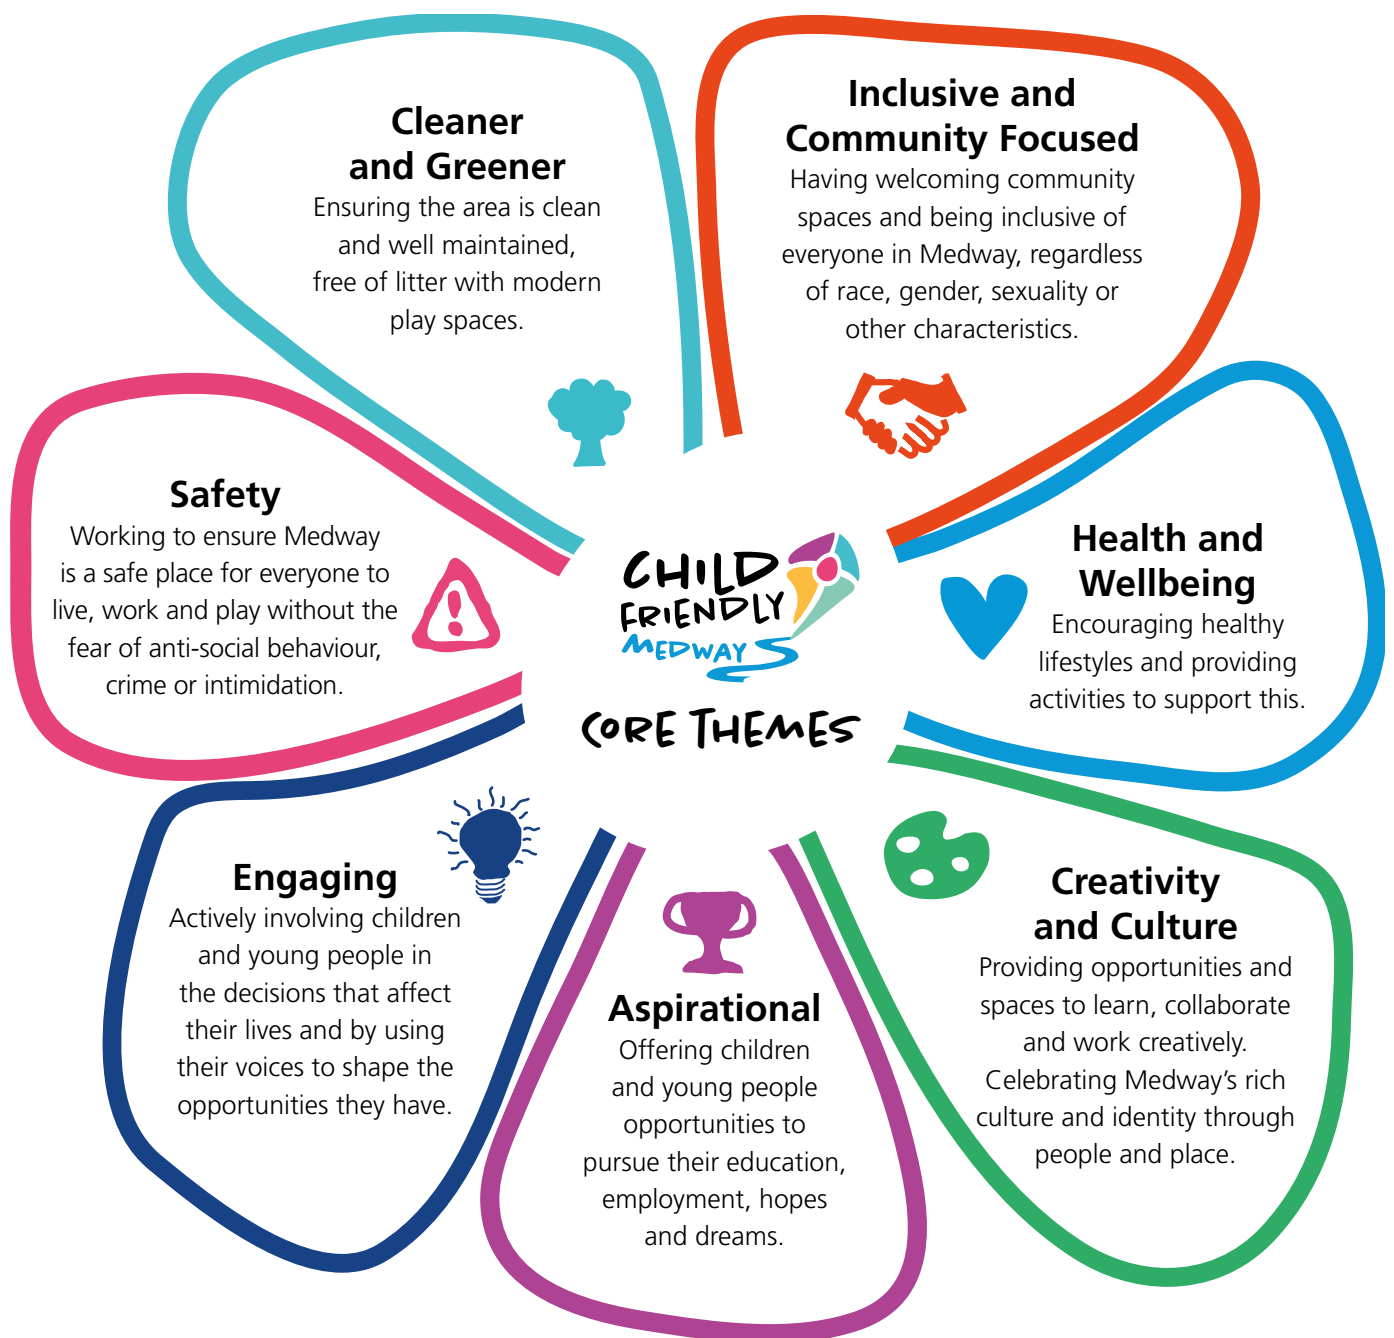 Cleaner
and Greener
Ensuring the area is clean
and well maintained,
free of litter with modern
play spaces.
Inclusive and
Community Focused
Having welcoming community
spaces and being inclusive of
everyone in Medway, regardless
of race, gender, sexuality or
other characteristics.
Safety
Working to ensure Medway
is a safe place for everyone to
live, work and play without the
fear of anti-social behaviour,
crime or intimidation.
CHILD
FRIENDLY
MEDWAY
CORE THEMES
Health and
Wellbeing
Encouraging healthy
lifestyles and providing
activities to support this.
Engaging
Actively involving children
and young people in
the decisions that affect
their lives and by using
their voices to shape the
opportunities they have.
Aspirational
Offering children
and young people
opportunities to
pursue their education,
employment, hopes
and dreams.
Creativity
and Culture
Providing opportunities and
spaces to learn, collaborate
and work creatively.
Celebrating Medway’s rich
culture and identity through
people and place.